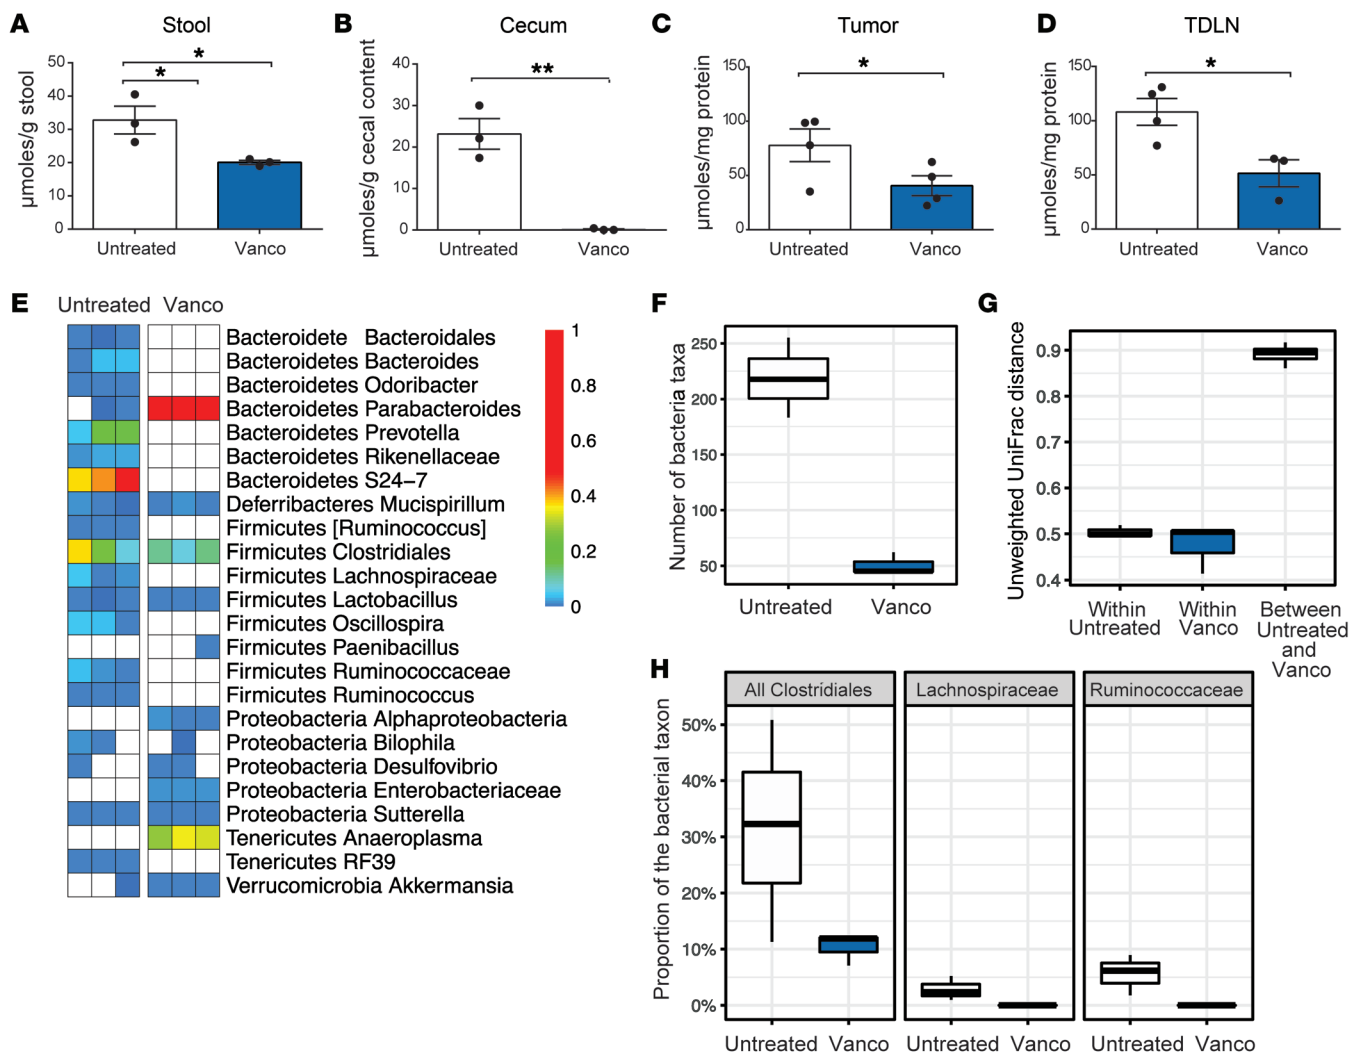 A
Stool
*
*
50
40
30
20
10
0
µmoles/g stool
Untreated
Vanco
B
Cecum
**
40
30
20
10
0
µmoles/g cecal content
Untreated
Vanco
C
Tumor
*
150
100
50
0
µmoles/mg protein
Untreated
Vanco
D
TDLN
*
150
100
50
0
µmoles/mg protein
Untreated
Vanco
E
Untreated Vanco
Bacteroidete Bacteroidales
Bacteroidetes Bacteroides
Bacteroidetes Odoribacter
Bacteroidetes Parabacteroides
Bacteroidetes Prevotella
Bacteroidetes Rikenellaceae
Bacteroidetes S24-7
Deferribacteres Mucispirillum
Firmicutes [Ruminococcus]
Firmicutes Clostridiales
Firmicutes Lachnospiraceae
Firmicutes Lactobacillus
Firmicutes Oscillospira
Firmicutes Paenibacillus
Firmicutes Ruminococcaceae
Firmicutes Ruminococcus
Proteobacteria Alphaproteobacteria
Proteobacteria Bilophila
Proteobacteria Desulfovibrio
Proteobacteria Enterobacteriaceae
Proteobacteria Sutterella
Tenericutes Anaeroplasma
Tenericutes RF39
Verrucomicrobia Akkermansia
1
0.8
0.6
0.4
0.2
0
F
250
200
150
100
50
Number of bacteria taxa
Untreated
Vanco
G
0.9
0.8
0.7
0.6
0.5
0.4
Unweighted UniFrac distance
Within
Untreated
Within
Vanco
Between
Untreated
and
Vanco
H
All Clostridiales
Lachnospiraceae
Ruminococcaceae
50%
40%
30%
20%
10%
0%
Proportion of the bacterial taxon
Untreated Vanco
Untreated Vanco
Untreated Vanco